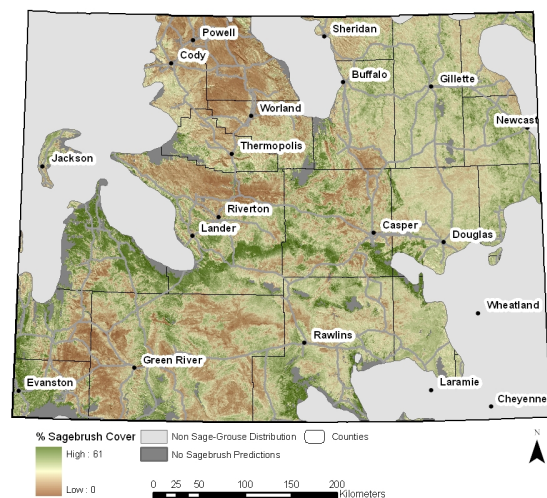 Powell
Sheridan
Cody
Buffalo
Gillette
Worland
Newcast
Thermopolis
Jackson
Riverton
Lander
Casper
Douglas
Wheatland
Rawlins
Green River
Evanston
Laramie
Cheyenne
% Sagebrush Cover
High : 61
Low : 0
Non Sage-Grouse Distribution
Counties
No Sagebrush Predictions
N
0 25 50 100 150 200
Kilometers